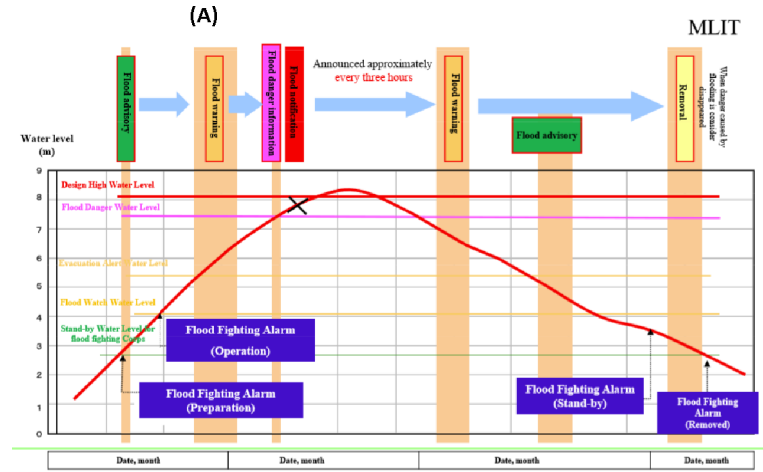 (A)
MLIT
Flood advisory
Flood warning
Flood danger information
Flood notification
Announced approximately
every three hours
Flood warning
Flood advisory
Removal
When danger caused by
flooding is consider
disappeared
Water level
(m)
9
8
7
6
5
4
3
2
1
0
Design High Water Level
Flood Danger Water Level
Evacuation Alert Water Level
Flood Watch Water Level
Stand-by Water Level for
flood fighting Corps
Flood Fighting Alarm
(Operation)
Flood Fighting Alarm
(Preparation)
Flood Fighting Alarm
(Stand-by)
Flood Fighting
Alarm
(Removed)
Date, month
Date, month
Date, month
Date, month